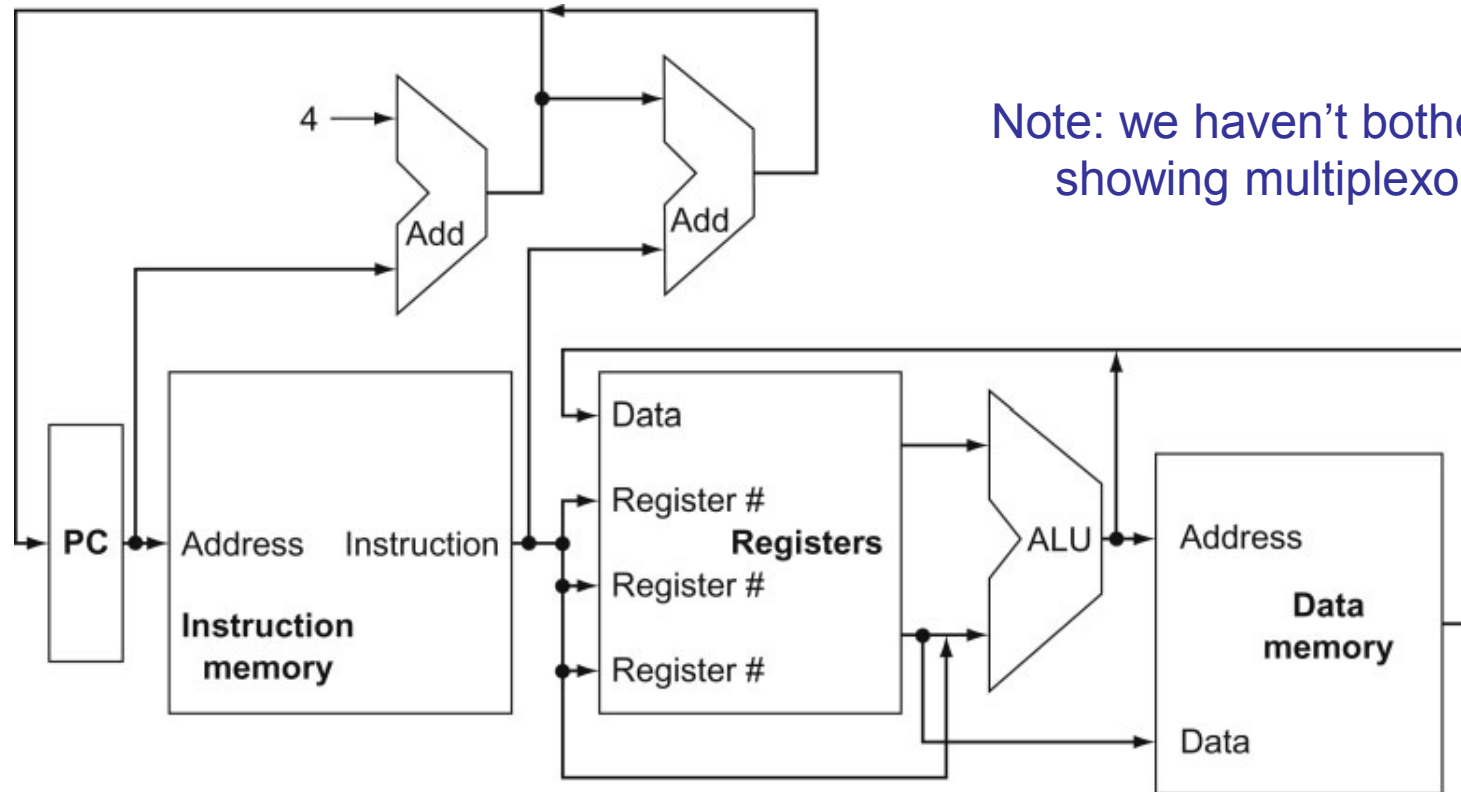 4
Add
Add
Note: we haven’t bothe
showing multiplexo
Data
Register #
PC
Address
Instruction
Registers
ALU
Address
Register #
Instruction
memory
Data
memory
Register #
Data